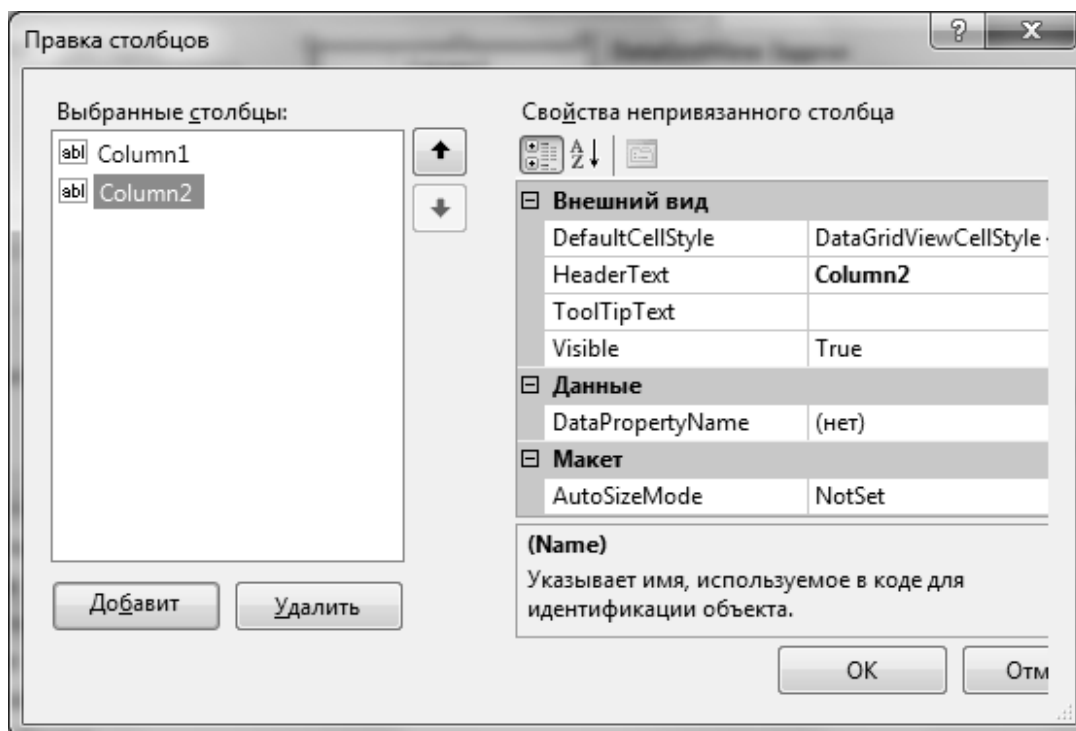 Правка столбцов
Выбранные столбцы:
abl Column1
abl Column2
Добавит
Удалить
Свойства непривязанного столбца
Внешний вид
DefaultCellStyle DataGridViewCellStyle
HeaderText Column2
ToolTipText
Visible True
Данные
DataPropertyName (нет)
Макет
AutoSizeMode NotSet
(Name)
Указывает имя, используемое в коде для
идентификации объекта.
OK
Отм